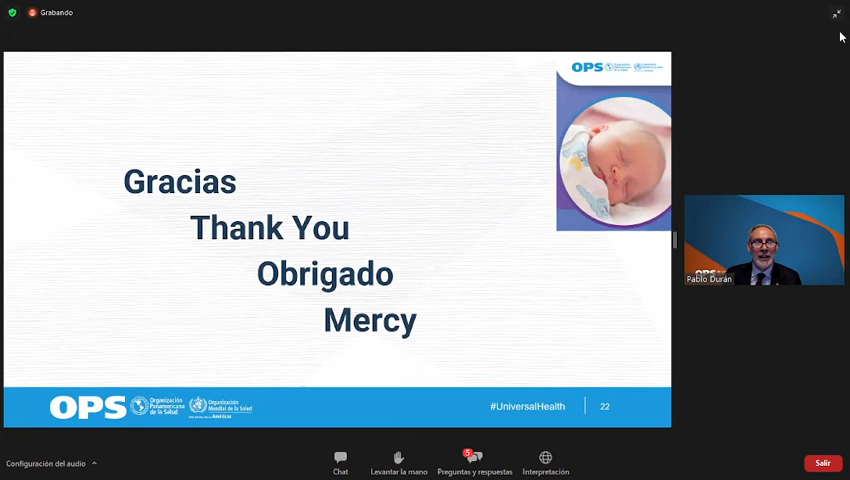 Grabando
OPS
Gracias
Thank You
Obrigado
Mercy
Pablo Durán
OPS
Organización
Panamericana
de la Salud
Organización
Mundial de la Salud
Américas
#UniversalHealth
22
Configuración del audio
Chat
Levantar la mano
5
Preguntas y respuestas
Interpretación
Salir